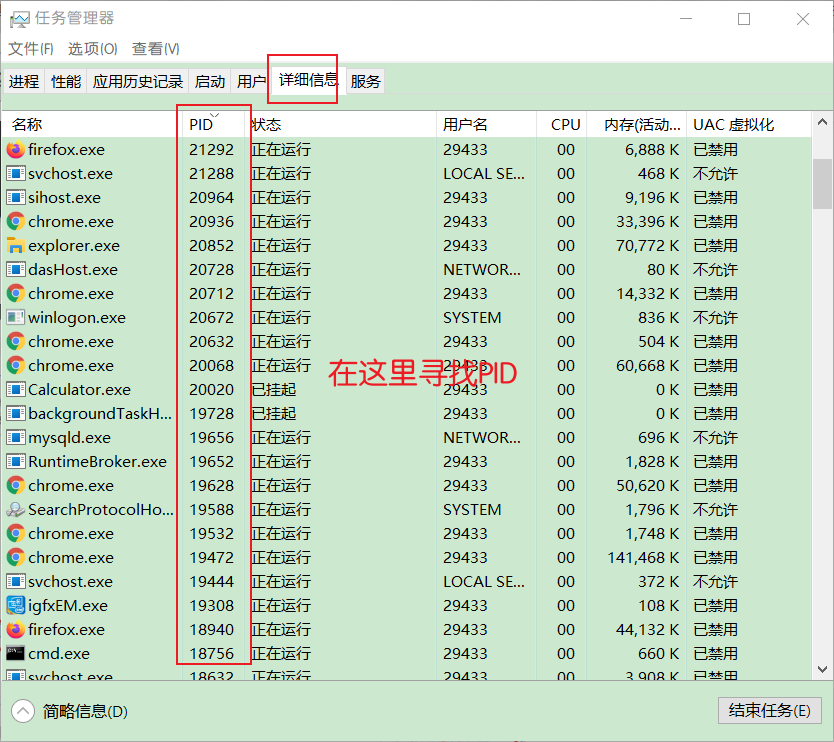 任务管理器
文件(F) 选项(O) 查看(V)
进程 性能 应用历史记录 启动 用户 详细信息 服务
名称 PID 状态 用户名 CPU 内存(活动... UAC 虚拟化
firefox.exe 21292 正在运行 29433 00 6,888 K 已禁用
svchost.exe 21288 正在运行 LOCAL SE... 00 468 K 不允许
sihost.exe 20964 正在运行 29433 00 9,196 K 已禁用
chrome.exe 20936 正在运行 29433 00 33,396 K 已禁用
explorer.exe 20852 正在运行 29433 00 70,772 K 已禁用
dasHost.exe 20728 正在运行 NETWOR... 00 80 K 不允许
chrome.exe 20712 正在运行 29433 00 14,332 K 已禁用
winlogon.exe 20672 正在运行 SYSTEM 00 836 K 不允许
chrome.exe 20632 正在运行 29433 00 504 K 已禁用
chrome.exe 20068 正在运行 29433 00 60,668 K 已禁用
在这里寻找PID
Calculator.exe 20020 已挂起 29433 00 0 K 已禁用
backgroundTaskH... 19728 已挂起 29433 00 0 K 已禁用
mysqld.exe 19656 正在运行 NETWOR... 00 696 K 不允许
RuntimeBroker.exe 19652 正在运行 29433 00 1,828 K 已禁用
chrome.exe 19628 正在运行 29433 00 50,620 K 已禁用
SearchProtocolHo... 19588 正在运行 SYSTEM 00 1,796 K 不允许
chrome.exe 19532 正在运行 29433 00 1,748 K 已禁用
chrome.exe 19472 正在运行 29433 00 141,468 K 已禁用
svchost.exe 19444 正在运行 LOCAL SE... 00 372 K 不允许
igfxEM.exe 19308 正在运行 29433 00 108 K 已禁用
firefox.exe 18940 正在运行 29433 00 44,132 K 已禁用
cmd.exe 18756 正在运行 29433 00 660 K 已禁用
svchost.exe 18632 正在运行 29433 00 3,908 K 已禁用
简略信息(D) 结束任务(E)